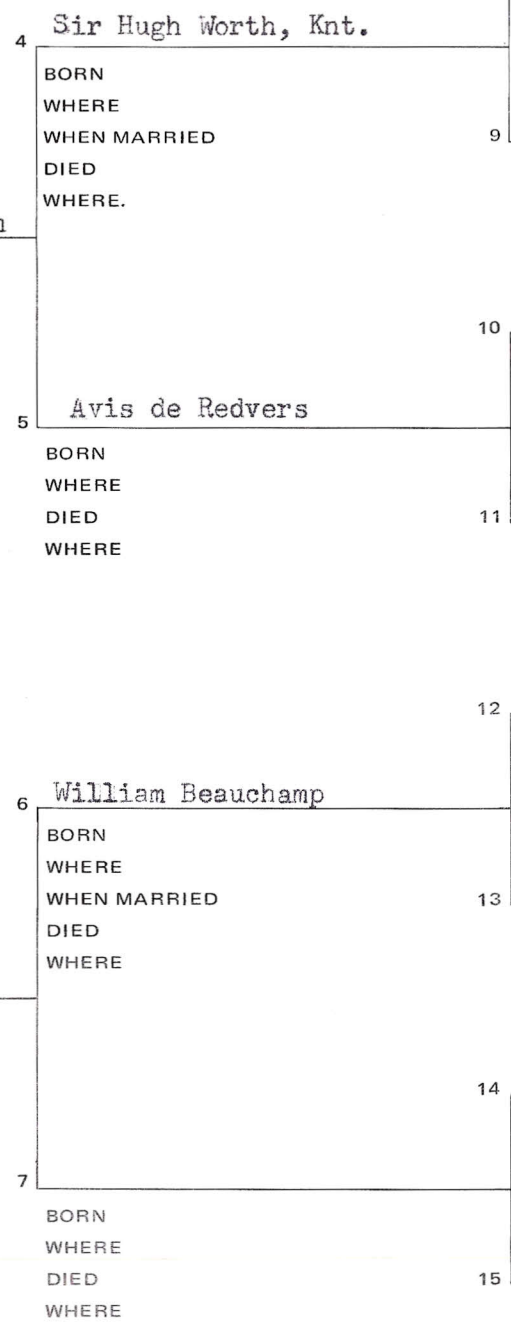 4 Sir Hugh Worth, Knt.
BORN
WHERE
WHEN MARRIED 9
DIED
WHERE.
10
5 Avis de Redvers
BORN
WHERE
DIED 11
WHERE
12
6 William Beauchamp
BORN
WHERE
WHEN MARRIED 13
DIED
WHERE
14
7
BORN
WHERE
DIED 15
WHERE